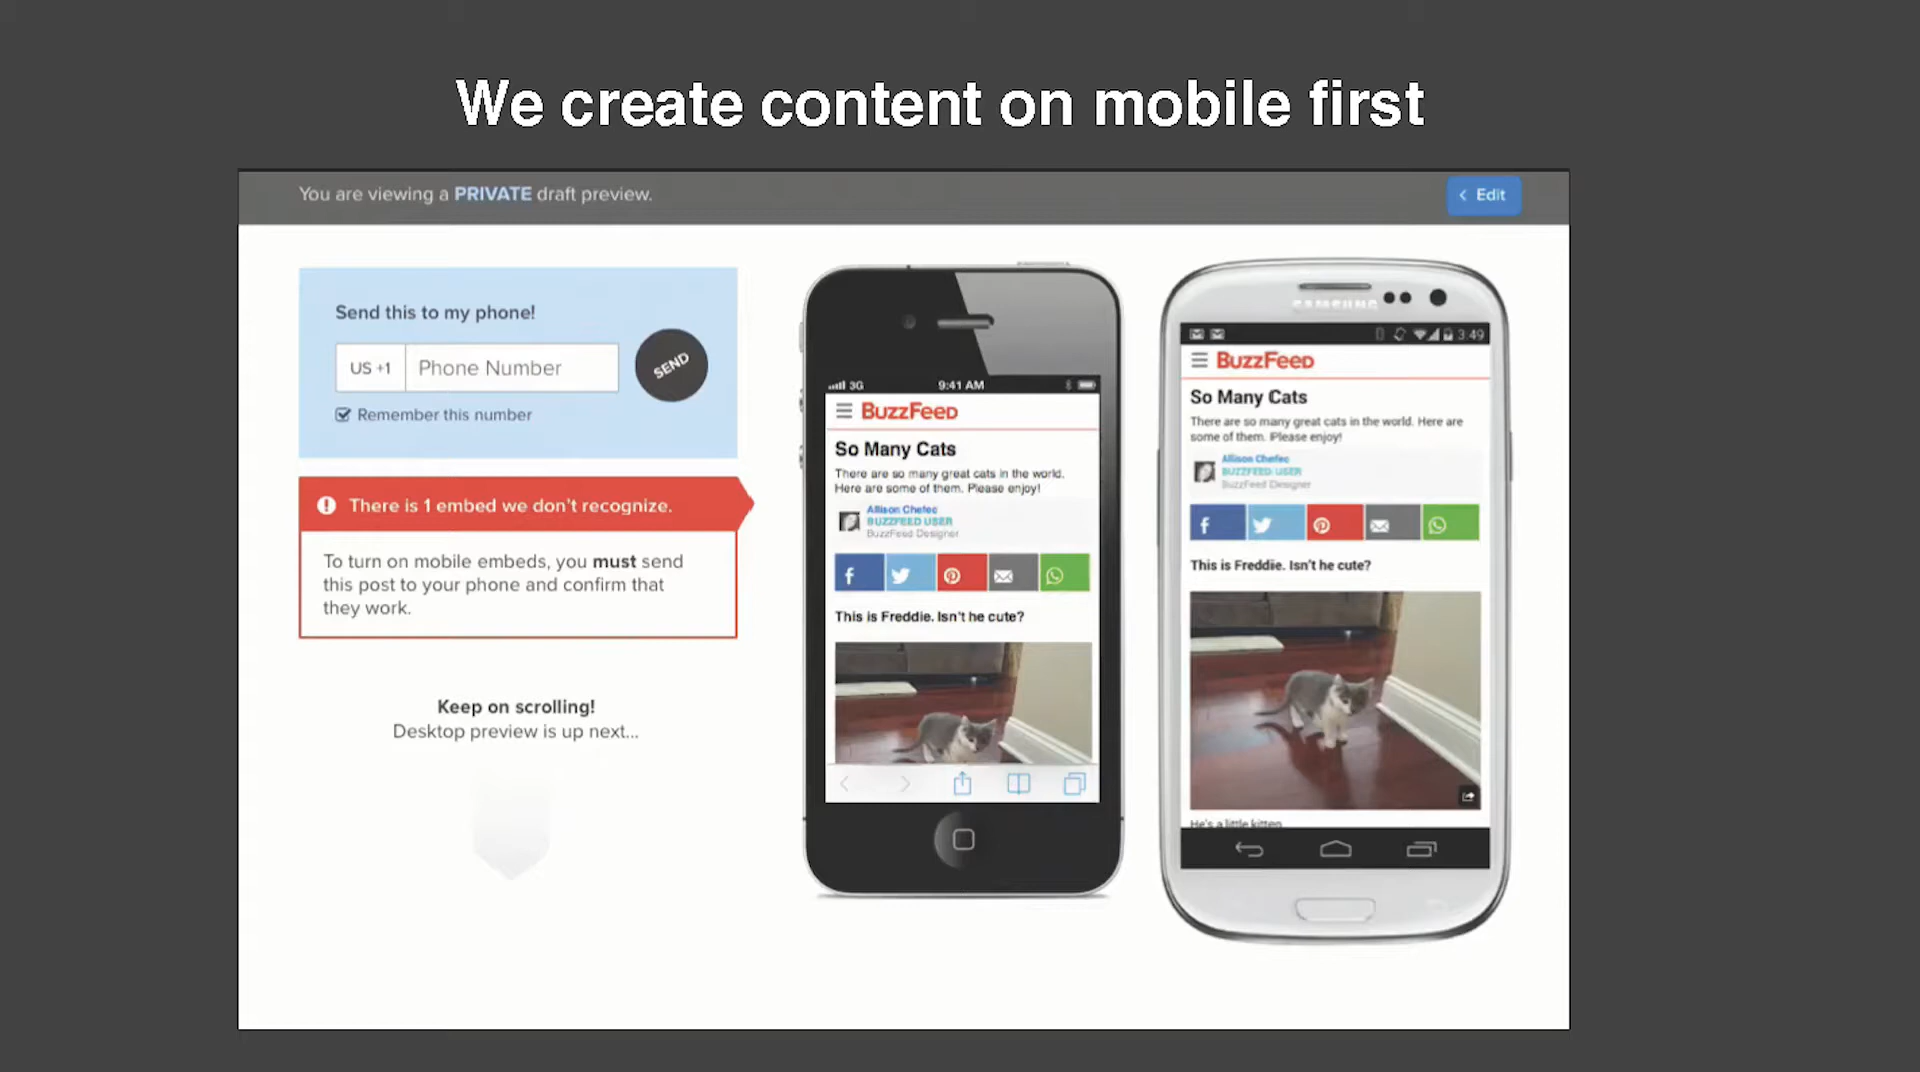 We create content on mobile first
You are viewing a PRIVATE draft preview.
Edit
Send this to my phone!
US +1
Phone Number
SEND
Remember this number
There is 1 embed we don't recognize.
To turn on mobile embeds, you must send
this post to your phone and confirm that
they work.
Keep on scrolling!
Desktop preview is up next...
3G
9:41 AM
BuzzFeed
So Many Cats
There are so many great cats in the world.
Here are some of them. Please enjoy!
Allison Chefec
BUZZFEED USER
BuzzFeed Designer
This is Freddie. Isn't he cute?
SAMSUNG
3:49
BuzzFeed
So Many Cats
There are so many great cats in the world. Here are
some of them. Please enjoy!
Allison Chefec
BUZZFEED USER
BuzzFeed Designer
This is Freddie. Isn't he cute?
He's a little kitten